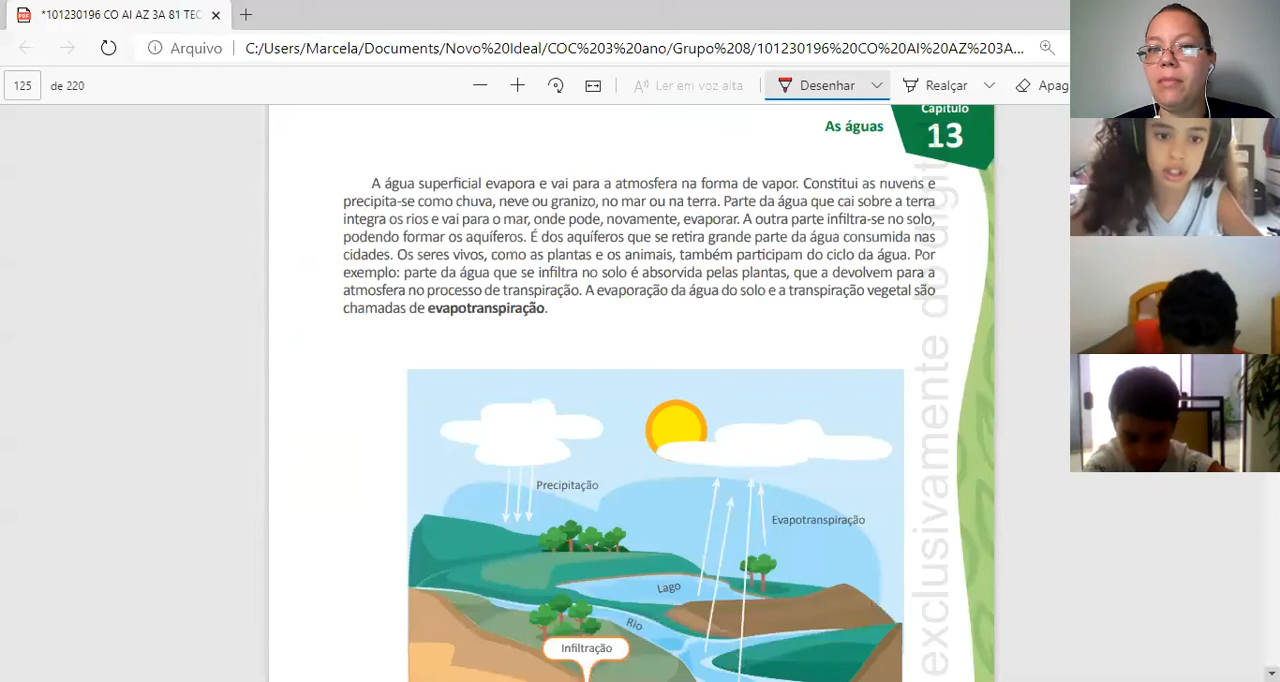 *101230196 CO AI AZ 3A 81 TEC
Arquivo
C:/Users/Marcela/Documents/Novo%20Ideal/COC%203%20ano/Grupo%208/101230196%20CO%20AI%20AZ%203A...
125 de 220
Ler em voz alta
Desenhar
Realçar
Apag
Capítulo
As águas
13
A água superficial evapora e vai para a atmosfera na forma de vapor. Constitui as nuvens e
precipita-se como chuva, neve ou granizo, no mar ou na terra. Parte da água que cai sobre a terra
integra os rios e vai para o mar, onde pode, novamente, evaporar. A outra parte infiltra-se no solo,
podendo formar os aquíferos. É dos aquíferos que se retira grande parte da água consumida nas
cidades. Os seres vivos, como as plantas e os animais, também participam do ciclo da água. Por
exemplo: parte da água que se infiltra no solo é absorvida pelas plantas, que a devolvem para a
atmosfera no processo de transpiração. A evaporação da água do solo e a transpiração vegetal são
chamadas de evapotranspiração.
Precipitação
Evapotranspiração
Lago
Rio
Infiltração
exclusivamente do digit